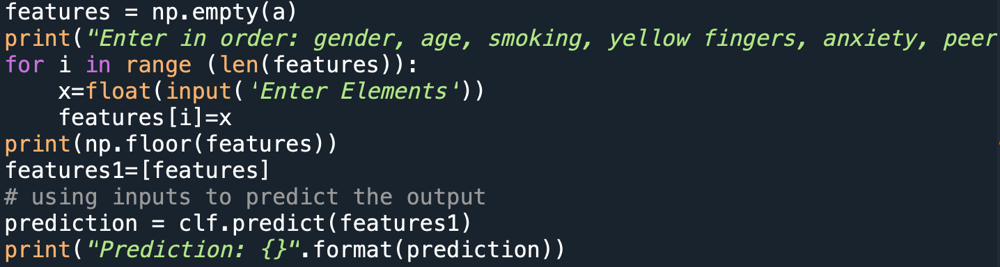 features = np.empty(a)
print("Enter in order: gender, age, smoking, yellow fingers, anxiety, peer
for i in range (len(features)):
    x=float(input('Enter Elements'))
    features[i]=x
print(np.floor(features))
features1=[features]
# using inputs to predict the output
prediction = clf.predict(features1)
print("Prediction: {}".format(prediction))